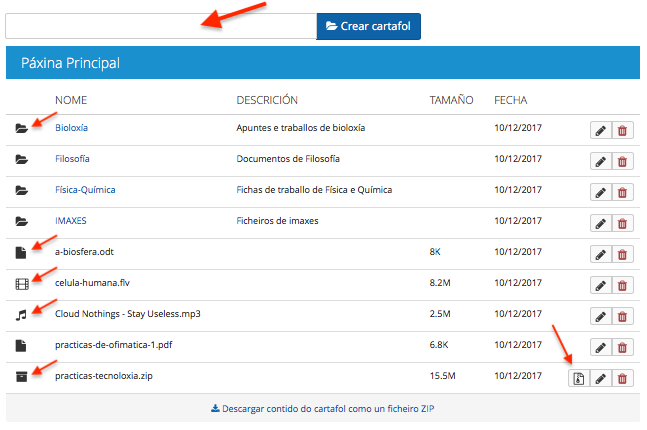 Crear cartafol
Páxina Principal
NOME DESCRICIÓN TAMAÑO FECHA
Bioloxía Apuntes e traballos de bioloxía 10/12/2017
Filosofía Documentos de Filosofía 10/12/2017
Física-Química Fichas de traballo de Física e Química 10/12/2017
IMAXES Ficheiros de imaxes 10/12/2017
a-biosfera.odt 8K 10/12/2017
celula-humana.flv 8.2M 10/12/2017
Cloud Nothings - Stay Useless.mp3 2.5M 10/12/2017
practicas-de-ofimatica-1.pdf 6.8K 10/12/2017
practicas-tecnoloxia.zip 15.5M 10/12/2017
Descargar contido do cartafol como un ficheiro ZIP